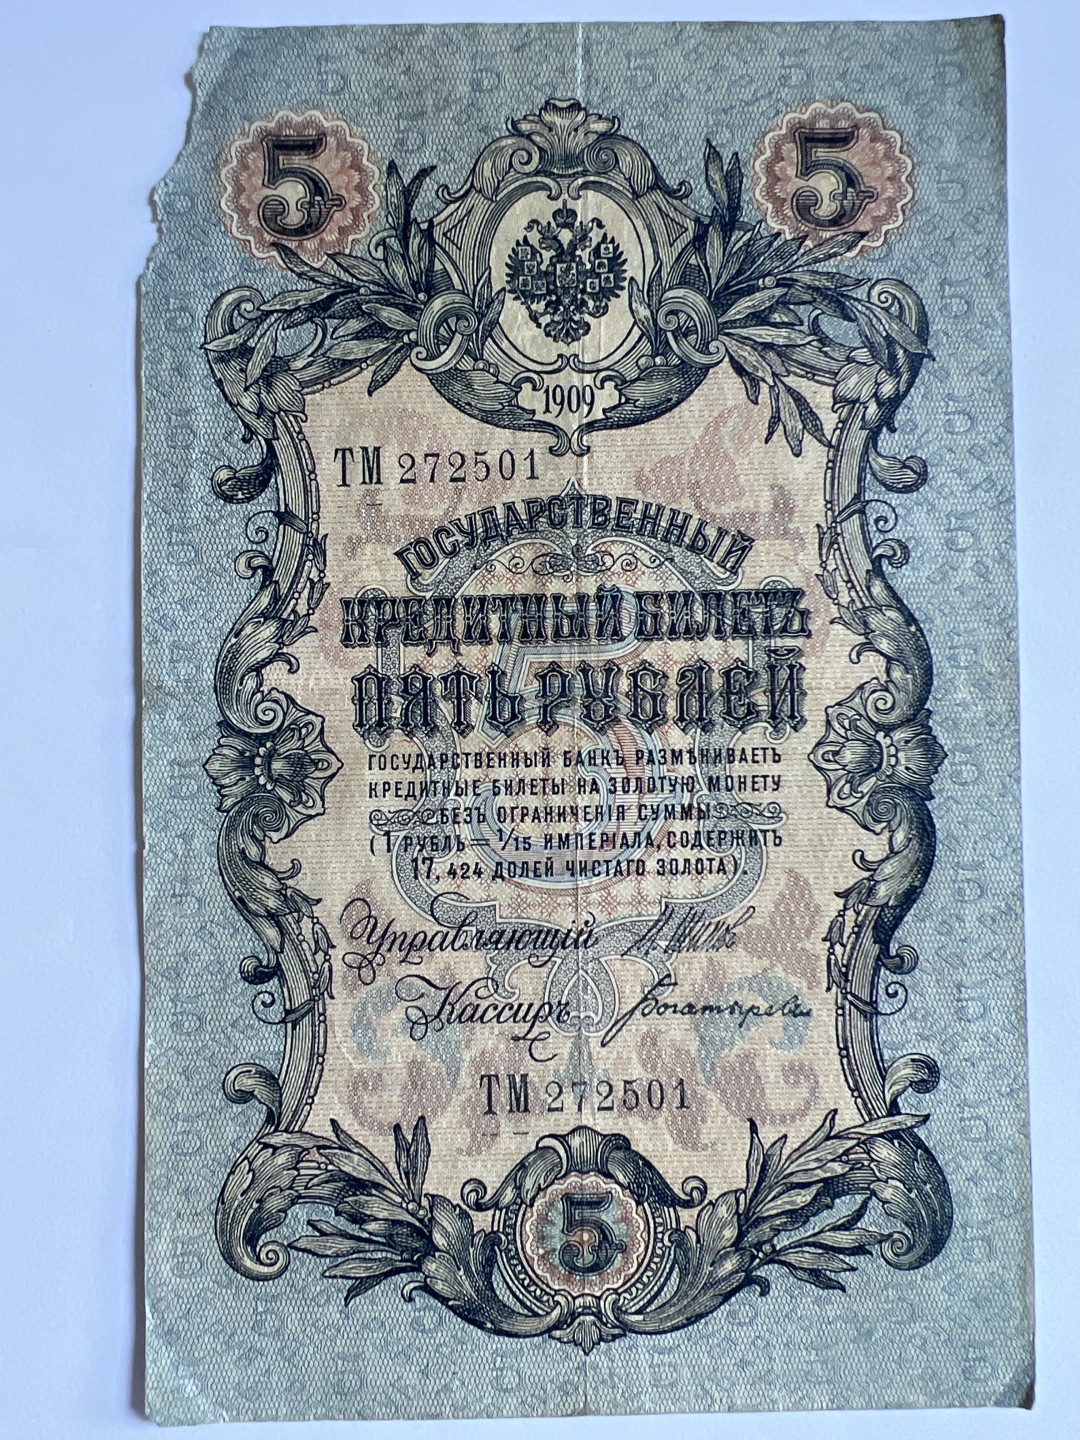 5 5
1909
ТМ 272501
ГОСУДАРСТВЕННЫЙ
КРЕДИТНЫЙ БИЛЕТЪ
ПЯТЬ РУБЛЕЙ
ГОСУДАРСТВЕННЫЙ БАНКЪ РАЗМѢНИВАЕТЪ
КРЕДИТНЫЕ БИЛЕТЫ НА ЗОЛОТУЮ МОНЕТУ
БЕЗЪ ОГРАНИЧЕНІЯ СУММЫ
(1 РУБЛЬ = 1/15 ИМПЕРІАЛА, СОДЕРЖИТЪ
17,424 ДОЛЕЙ ЧИСТАГО ЗОЛОТА).
Управляющій
Кассиръ Богатыревъ
ТМ 272501
5